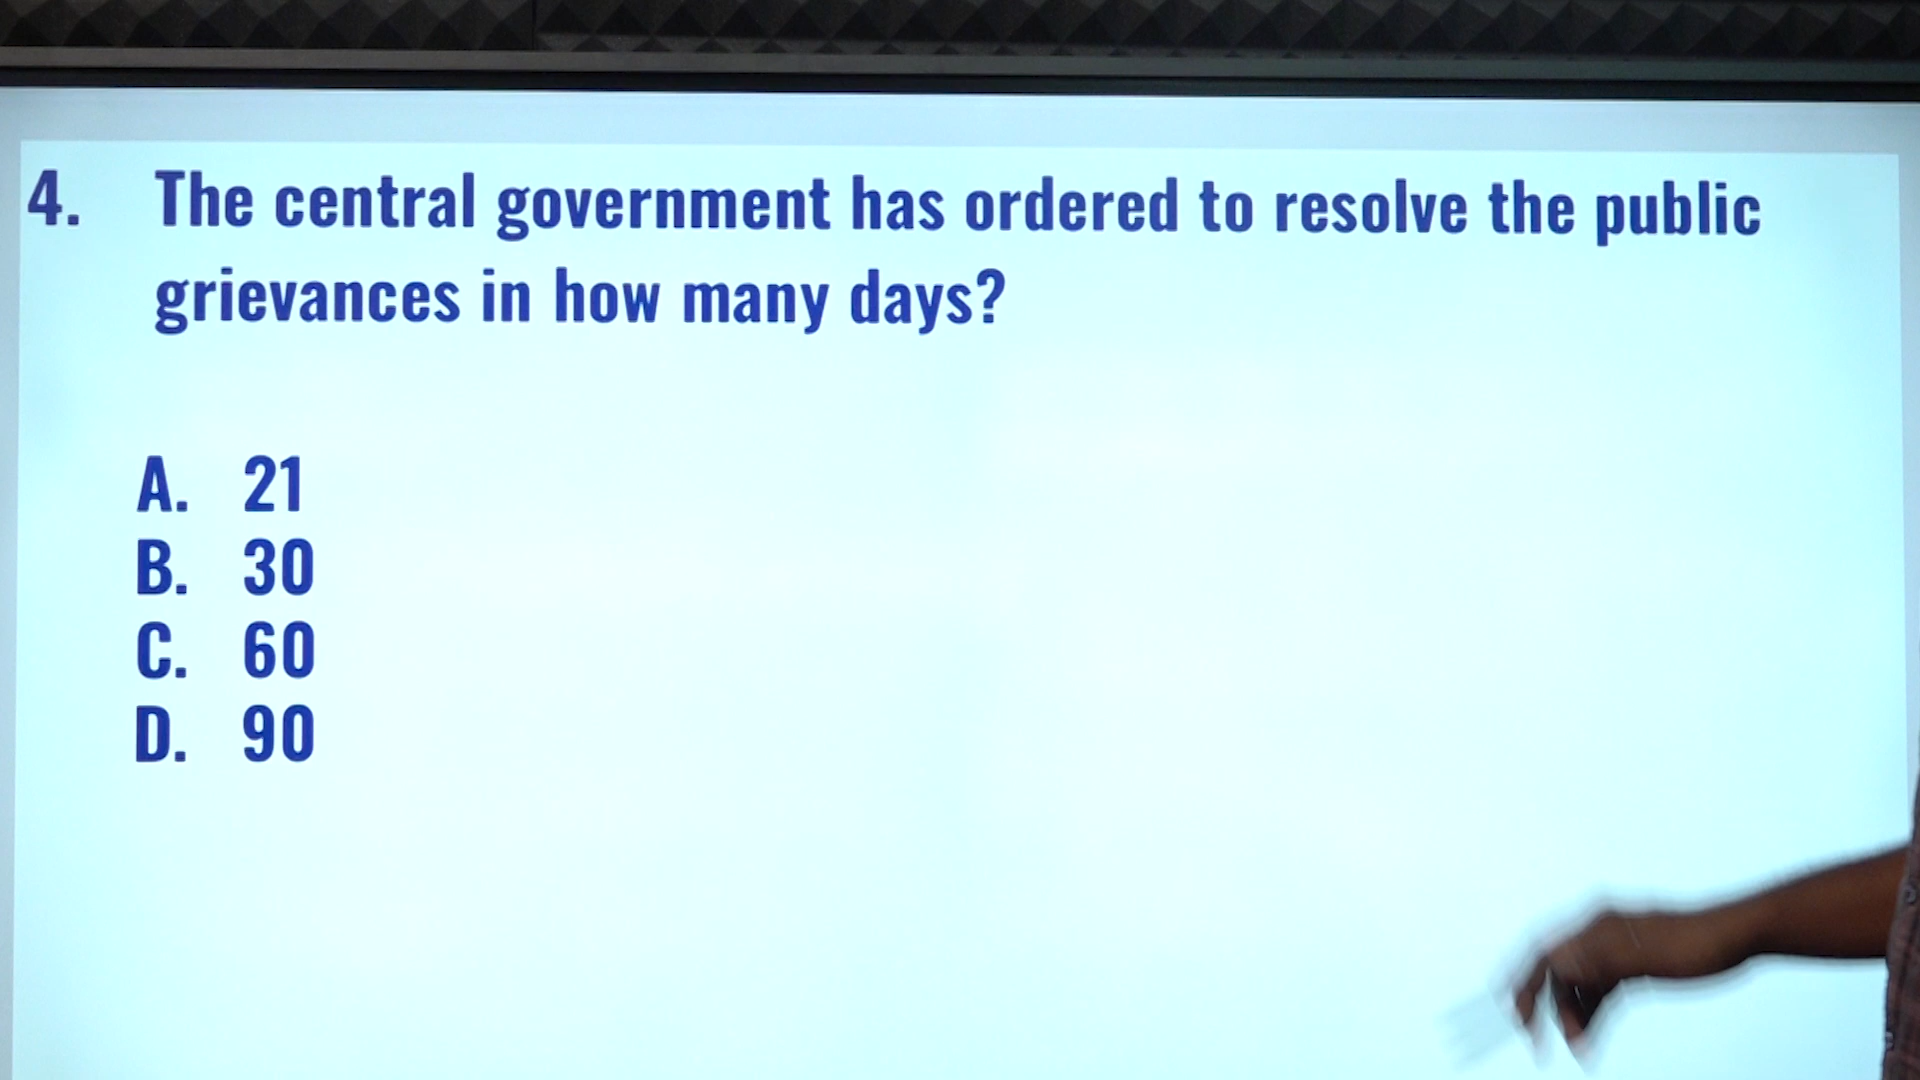 4. The central government has ordered to resolve the public
grievances in how many days?
A. 21
B. 30
C. 60
D. 90